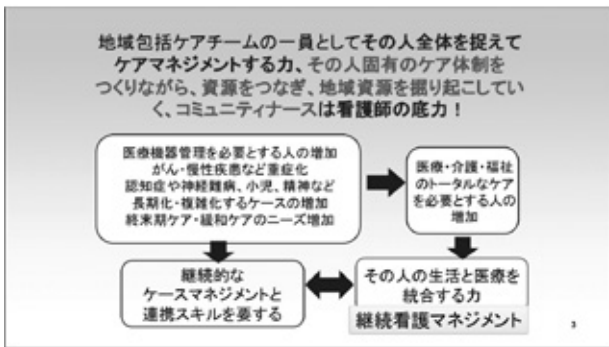 地域包括ケアチームの一員としてその人全体を捉えて
ケアマネジメントする力、その人固有のケア体制を
つくりながら、資源をつなぎ、地域資源を掘り起こしてい
く、コミュニティナースは看護師の底力！
医療機器管理を必要とする人の増加
がん・慢性疾患など重症化
認知症や神経難病、小児、精神など
長期化・複雑化するケースの増加
終末期ケア・緩和ケアのニーズ増加
医療・介護・福祉
のトータルなケア
を必要とする人の
増加
継続的な
ケースマネジメントと
連携スキルを要する
その人の生活と医療を
統合する力
継続看護マネジメント
3